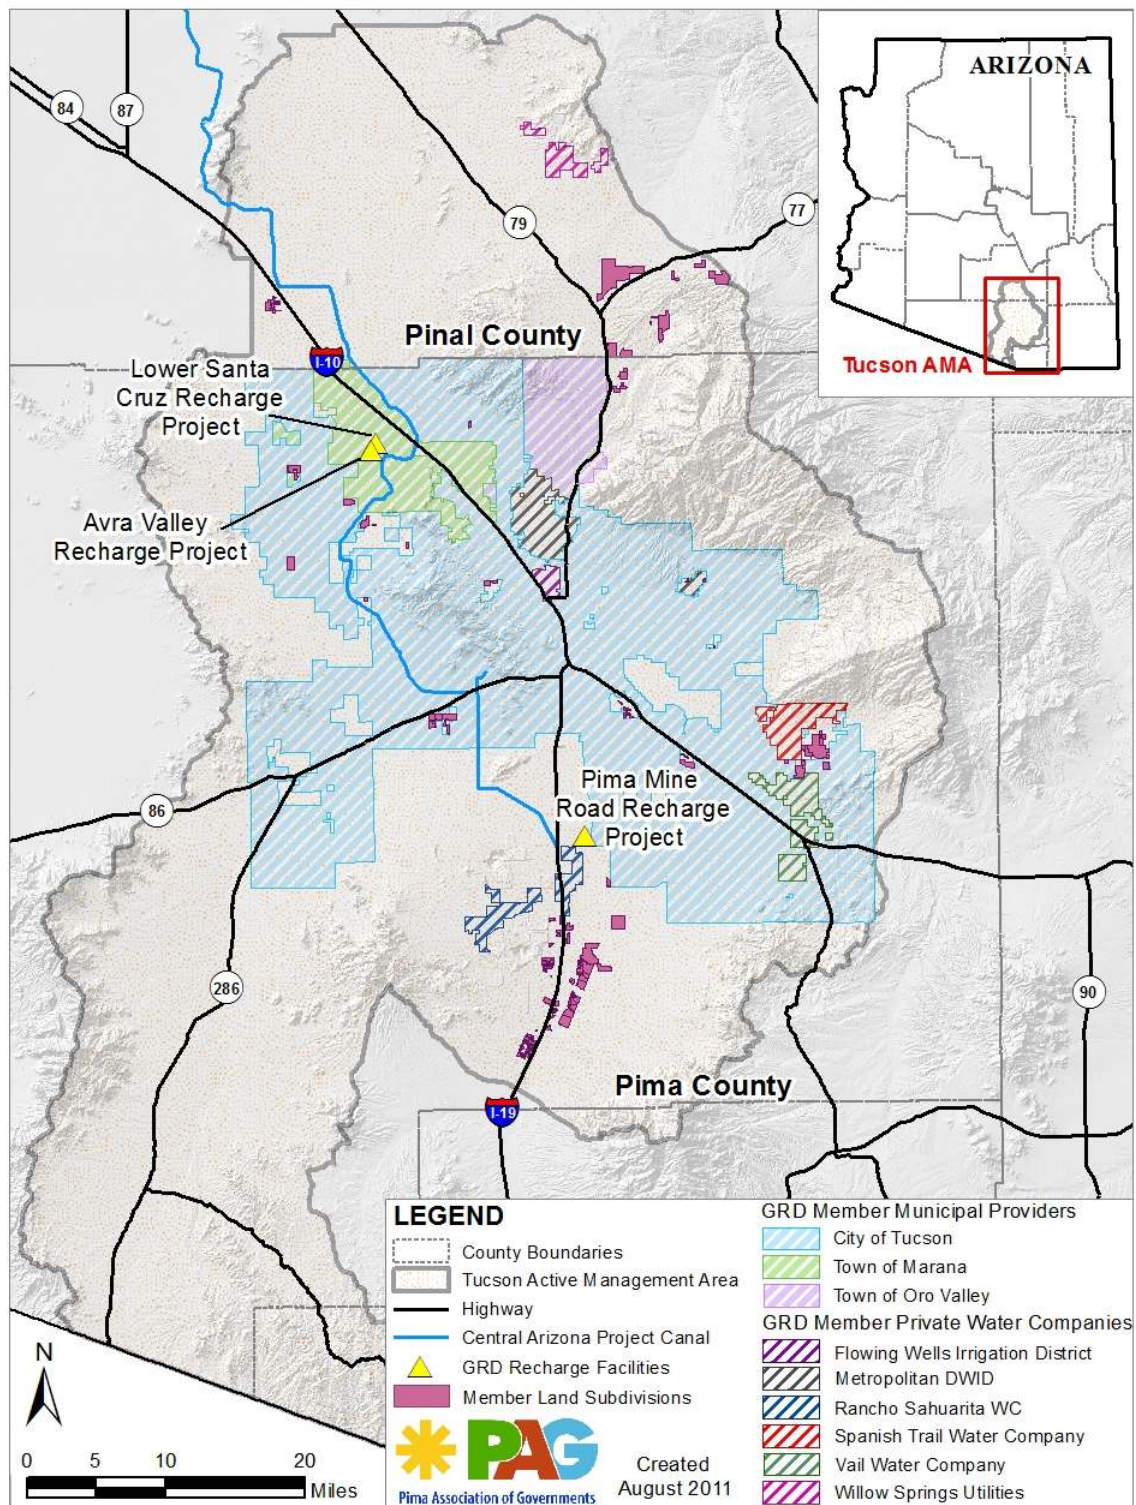 84
87
79
77
ARIZONA
Tucson AMA
Pinal County
I-10
Lower Santa
Cruz Recharge
Project
Avra Valley
Recharge Project
Pima Mine
Road Recharge
Project
86
286
90
Pima County
I-19
LEGEND
County Boundaries
Tucson Active Management Area
Highway
Central Arizona Project Canal
GRD Recharge Facilities
Member Land Subdivisions
PAG
Pima Association of Governments
Created
August 2011
GRD Member Municipal Providers
City of Tucson
Town of Marana
Town of Oro Valley
GRD Member Private Water Companies
Flowing Wells Irrigation District
Metropolitan DWID
Rancho Sahuarita WC
Spanish Trail Water Company
Vail Water Company
Willow Springs Utilities
N
0 5 10 20
Miles